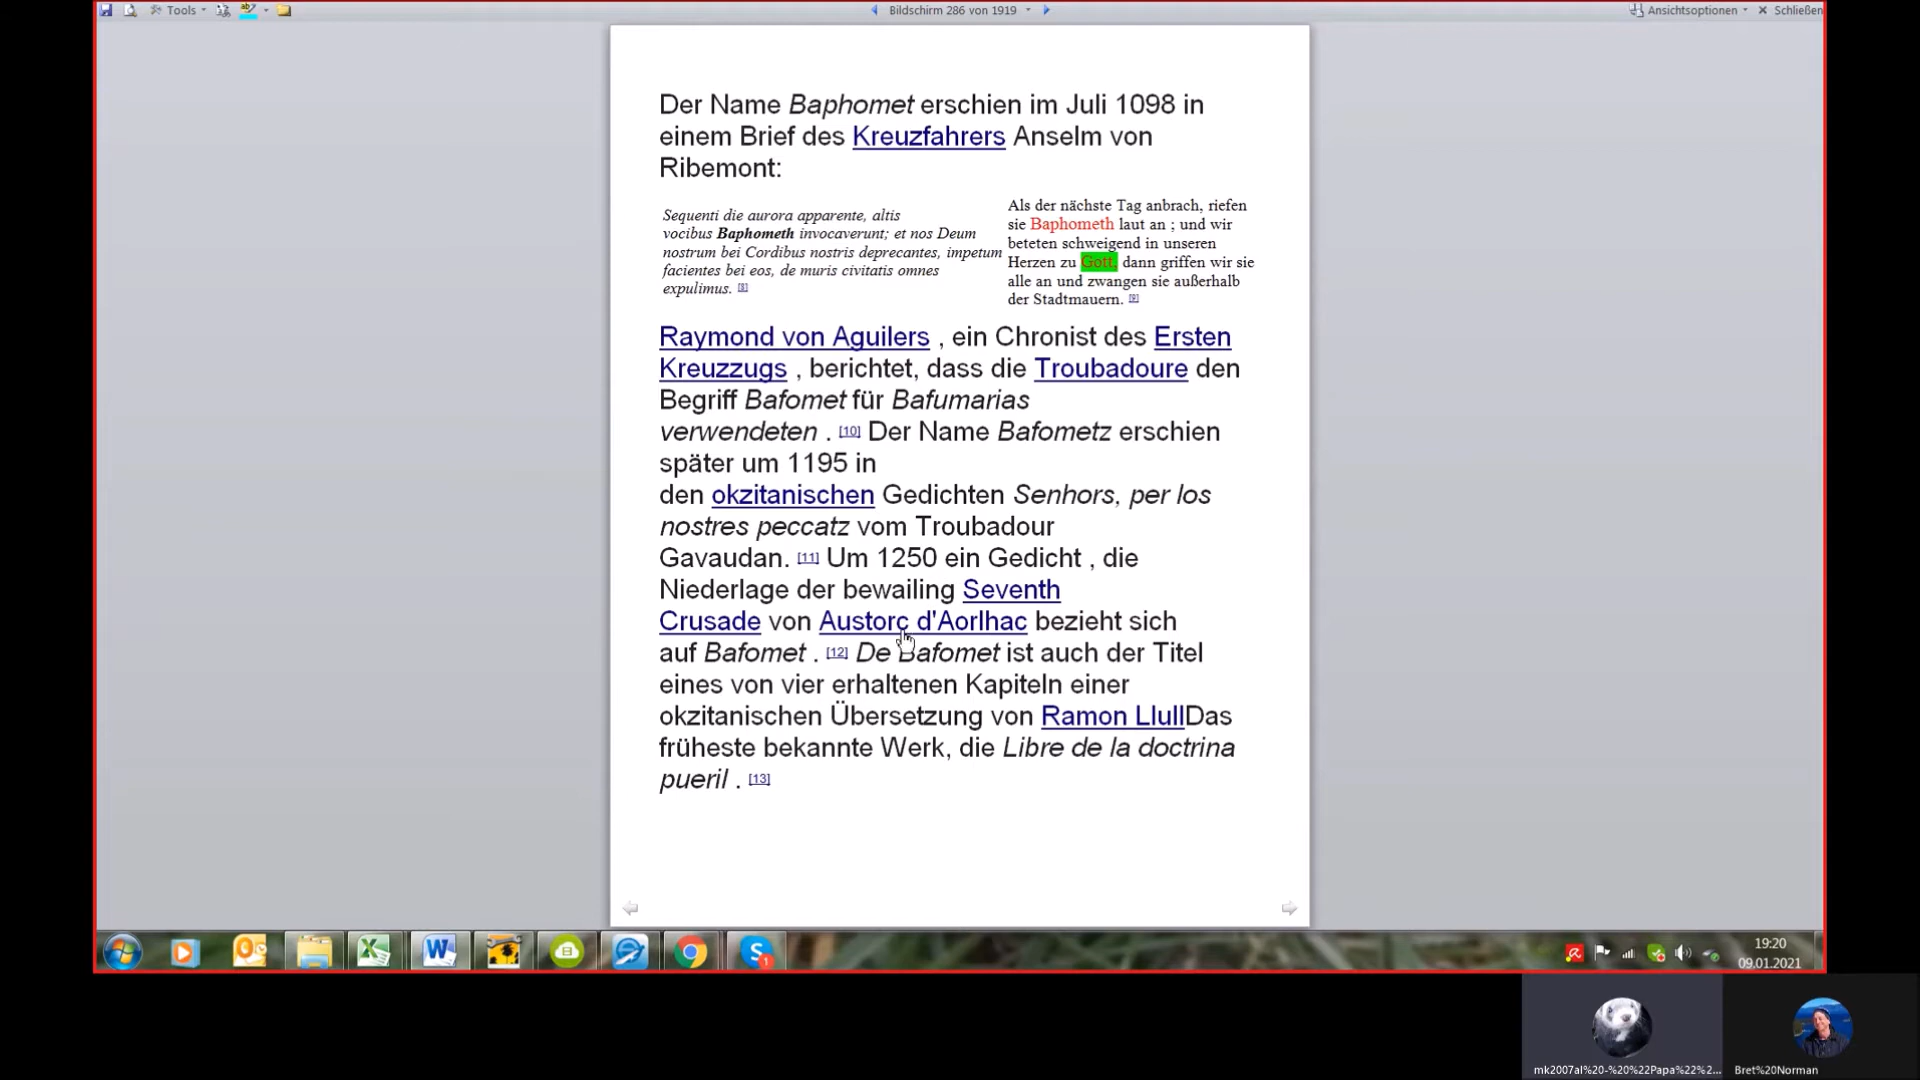 Tools
Bildschirm 286 von 1919
Ansichtsoptionen
Schließen
Der Name Baphomet erschien im Juli 1098 in
einem Brief des Kreuzfahrers Anselm von
Ribemont:
Sequenti die aurora apparente, altis
vocibus Baphometh invocaverunt; et nos Deum
nostrum bei Cordibus nostris deprecantes, impetum
facientes bei eos, de muris civitatis omnes
expulimus. [8]
Als der nächste Tag anbrach, riefen
sie Baphometh laut an ; und wir
beteten schweigend in unseren
Herzen zu Gott, dann griffen wir sie
alle an und zwangen sie außerhalb
der Stadtmauern. [9]
Raymond von Aguilers , ein Chronist des Ersten
Kreuzzugs , berichtet, dass die Troubadoure den
Begriff Bafomet für Bafumarias
verwendeten . [10] Der Name Bafometz erschien
später um 1195 in
den okzitanischen Gedichten Senhors, per los
nostres peccatz vom Troubadour
Gavaudan. [11] Um 1250 ein Gedicht , die
Niederlage der bewailing Seventh
Crusade von Austorc d'Aorlhac bezieht sich
auf Bafomet . [12] De Bafomet ist auch der Titel
eines von vier erhaltenen Kapiteln einer
okzitanischen Übersetzung von Ramon LlullDas
früheste bekannte Werk, die Libre de la doctrina
pueril . [13]
19:20
09.01.2021
mk2007al%20-%20%22Papa%22%2...
Bret%20Norman